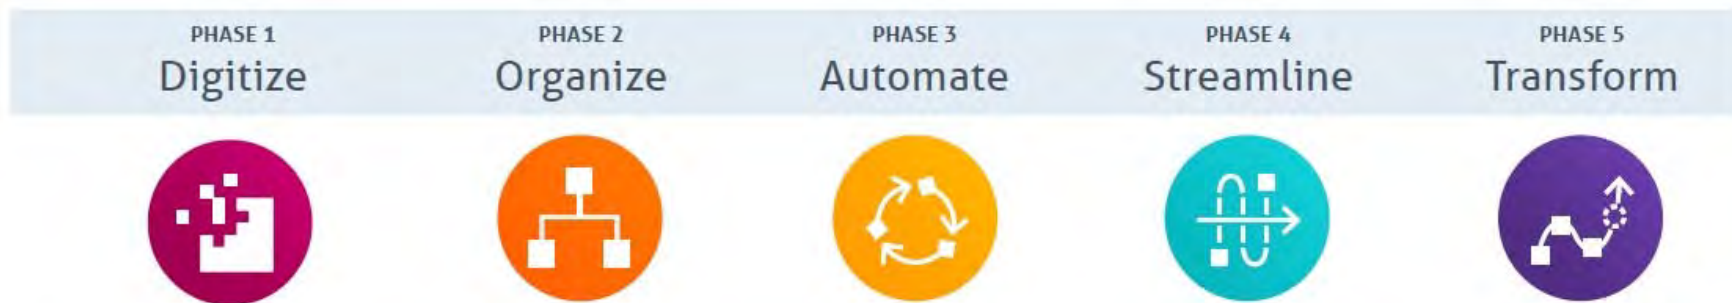 PHASE 1
Digitize
PHASE 2
Organize
PHASE 3
Automate
PHASE 4
Streamline
PHASE 5
Transform